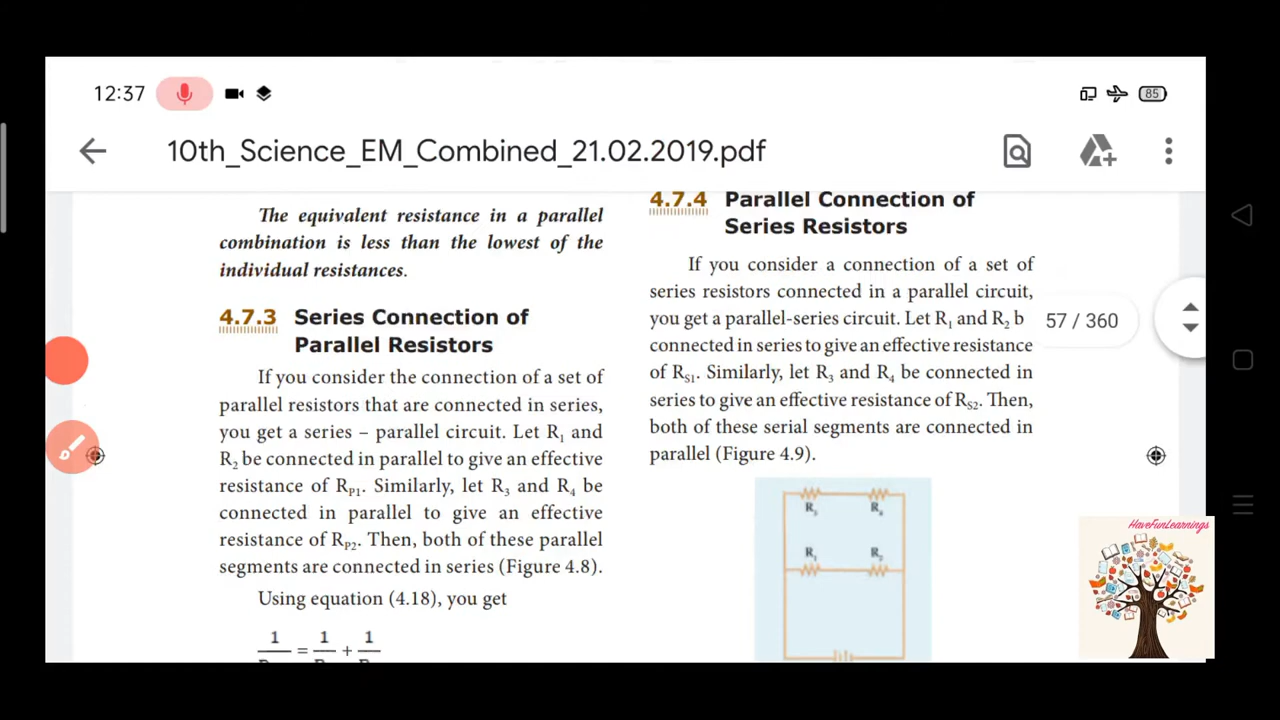 12:37
85
10th_Science_EM_Combined_21.02.2019.pdf
The equivalent resistance in a parallel
combination is less than the lowest of the
individual resistances.
4.7.3 Series Connection of
Parallel Resistors
If you consider the connection of a set of
parallel resistors that are connected in series,
you get a series – parallel circuit. Let R₁ and
R₂ be connected in parallel to give an effective
resistance of Rₚ₁. Similarly, let R₃ and R₄ be
connected in parallel to give an effective
resistance of Rₚ₂. Then, both of these parallel
segments are connected in series (Figure 4.8).
Using equation (4.18), you get
1 = 1 + 1
4.7.4 Parallel Connection of
Series Resistors
If you consider a connection of a set of
series resistors connected in a parallel circuit,
you get a parallel-series circuit. Let R₁ and R₂ b
connected in series to give an effective resistance
of R_S1. Similarly, let R₃ and R₄ be connected in
series to give an effective resistance of R_S2. Then,
both of these serial segments are connected in
parallel (Figure 4.9).
R₃ R₄
R₁ R₂
57 / 360
HaveFunLearnings